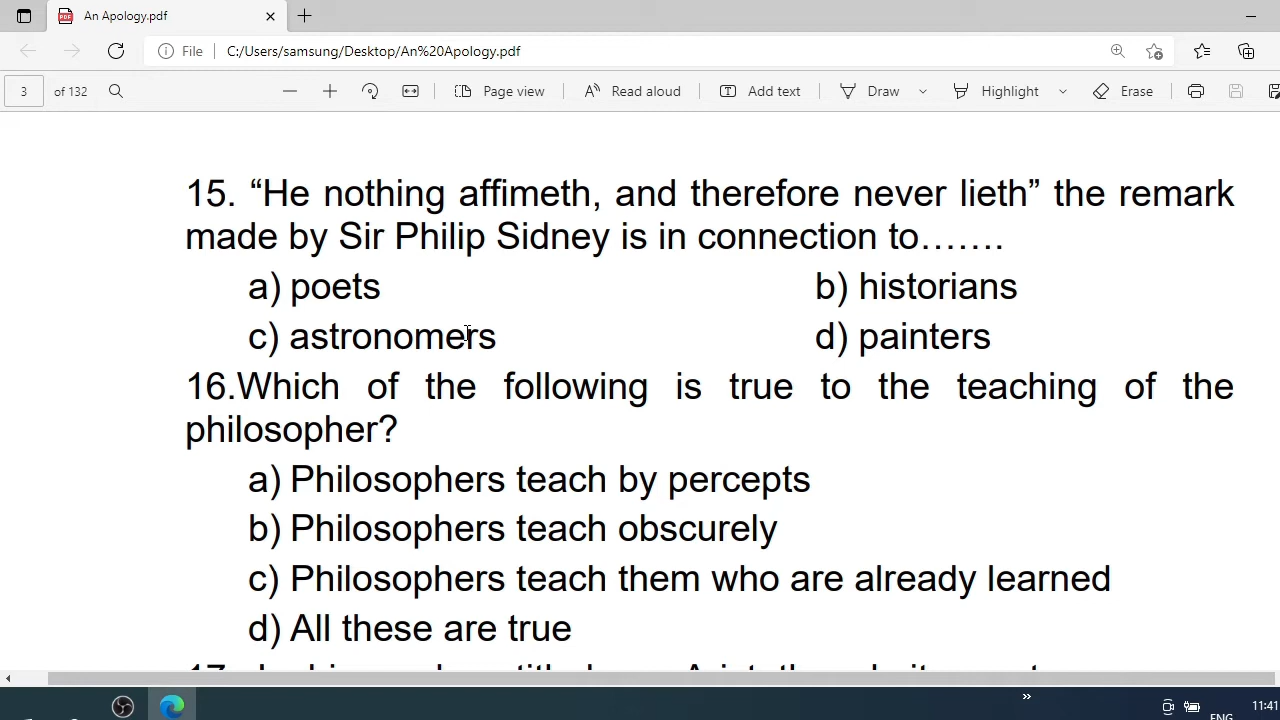 An Apology.pdf
File C:/Users/samsung/Desktop/An%20Apology.pdf
3 of 132 Page view Read aloud Add text Draw Highlight Erase
15. “He nothing affimeth, and therefore never lieth” the remark
made by Sir Philip Sidney is in connection to…….
a) poets b) historians
c) astronomers d) painters
16.Which of the following is true to the teaching of the
philosopher?
a) Philosophers teach by percepts
b) Philosophers teach obscurely
c) Philosophers teach them who are already learned
d) All these are true
ENG 11:41